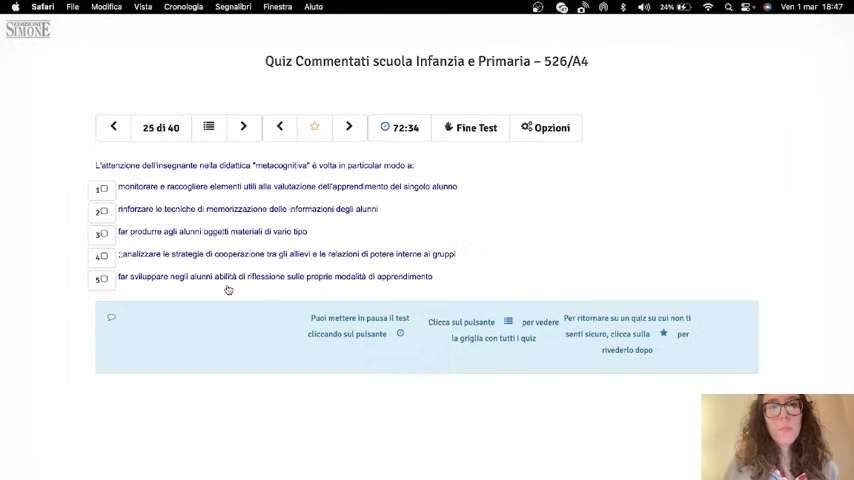 Safari File Modifica Vista Cronologia Segnalibri Finestra Aiuto 24% Ven 1 mar 18:47
EDIZIONI
SIMONE
Quiz Commentati scuola Infanzia e Primaria – 526/A4
25 di 40 72:34 Fine Test Opzioni
L'attenzione dell'insegnante nella didattica "metacognitiva" è volta in particolar modo a:
1 monitorare e raccogliere elementi utili alla valutazione dell'apprendimento del singolo alunno
2 rinforzare le tecniche di memorizzazione delle informazioni degli alunni
3 far produrre agli alunni oggetti materiali di vario tipo
4 ;;analizzare le strategie di cooperazione tra gli allievi e le relazioni di potere interne ai gruppi
5 far sviluppare negli alunni abilità di riflessione sulle proprie modalità di apprendimento
Puoi mettere in pausa il test
cliccando sul pulsante
Clicca sul pulsante per vedere
la griglia con tutti i quiz
Per ritornare su un quiz su cui non ti
senti sicuro, clicca sulla per
rivederlo dopo